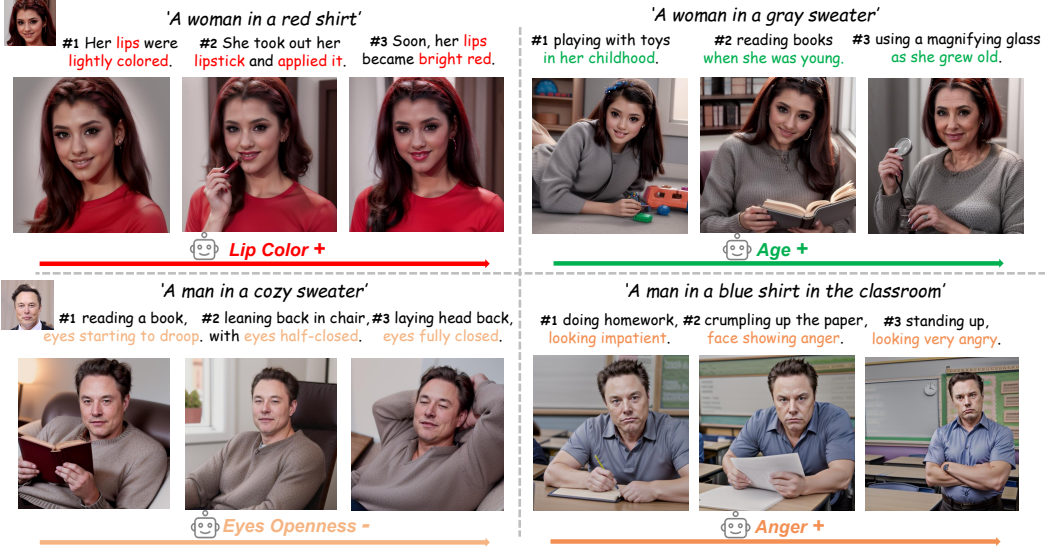 'A woman in a red shirt'
#1 Her lips were
lightly colored.
#2 She took out her
lipstick and applied it.
#3 Soon, her lips
became bright red.
Lip Color +
'A woman in a gray sweater'
#1 playing with toys
in her childhood.
#2 reading books
when she was young.
#3 using a magnifying glass
as she grew old.
Age +
'A man in a cozy sweater'
#1 reading a book,
eyes starting to droop.
#2 leaning back in chair,
with eyes half-closed.
#3 laying head back,
eyes fully closed.
Eyes Openness -
'A man in a blue shirt in the classroom'
#1 doing homework,
looking impatient.
#2 crumpling up the paper,
face showing anger.
#3 standing up,
looking very angry.
Anger +